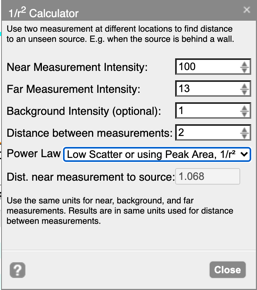 1/r² Calculator
Use two measurement at different locations to find distance
to an unseen source. E.g. when the source is behind a wall.
Near Measurement Intensity: 100
Far Measurement Intensity: 13
Background Intensity (optional): 1
Distance between measurements: 2
Power Law Low Scatter or using Peak Area, 1/r²
Dist. near measurement to source: 1.068
Use the same units for near, background, and far
measurements. Results are in same units used for distance
between measurements.
? Close